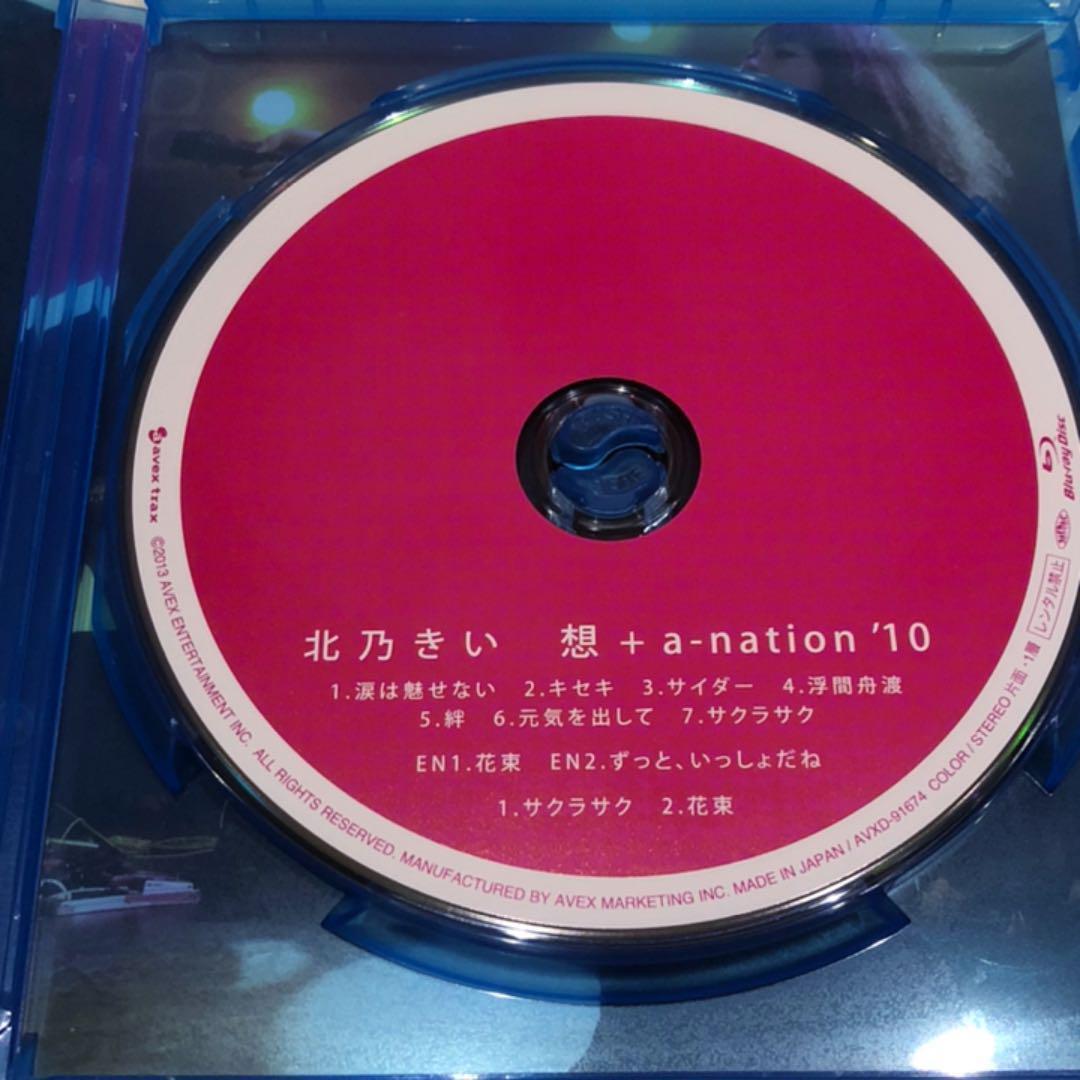 北乃きい 想+a-nation'10
1.涙は魅せない 2.キセキ 3.サイダー 4.浮間舟渡
5.絆 6.元気を出して 7.サクラサク
EN1.花束 EN2.ずっと、いっしょだね
1.サクラサク 2.花束
avex trax
©2013 AVEX ENTERTAINMENT INC. ALL RIGHTS RESERVED. MANUFACTURED BY AVEX MARKETING INC. MADE IN JAPAN / AVXD-91674 COLOR / STEREO 片面・1層
レンタル禁止
Blu-ray Disc